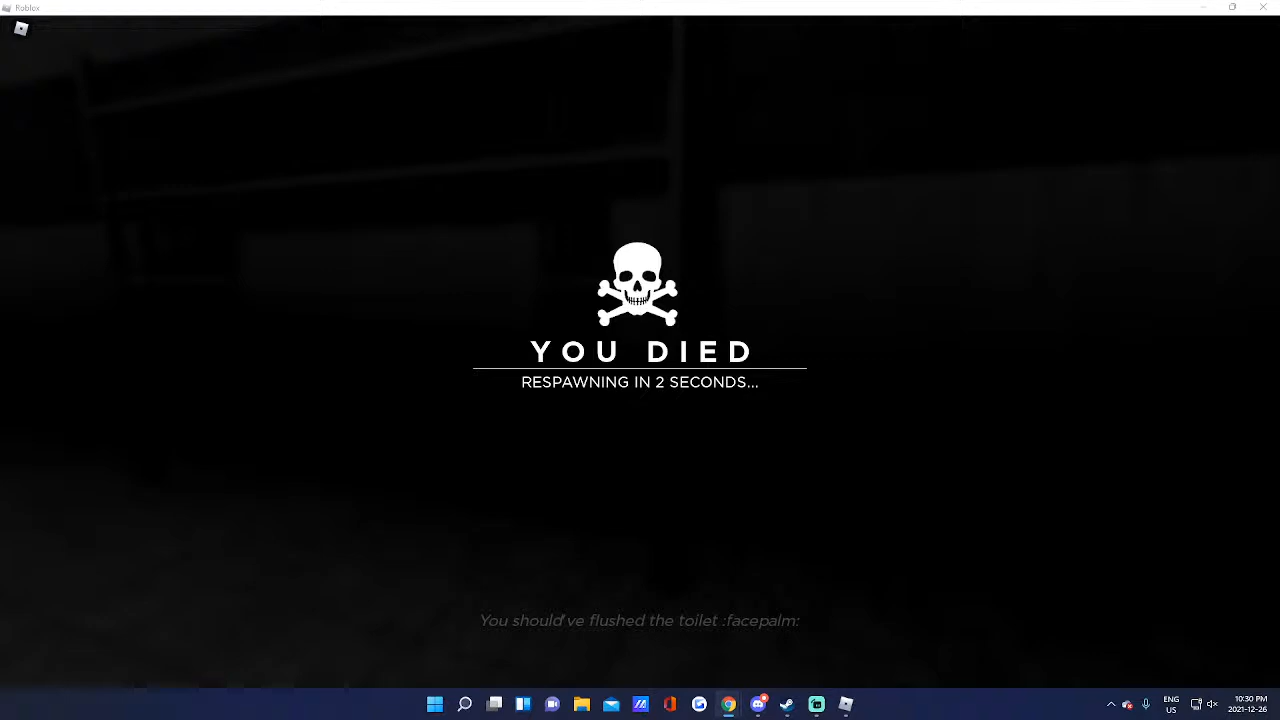 Roblox
YOU DIED
RESPAWNING IN 2 SECONDS...
You should've flushed the toilet :facepalm:
ENG
US
10:30 PM
2021-12-26